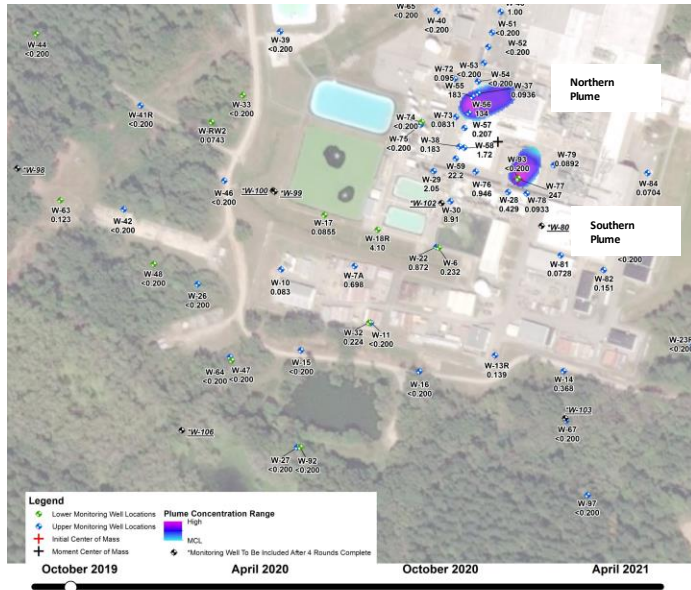 W-65
<0.200
W-40
<0.200
1.00
W-51
<0.200
W-44
<0.200
W-39
<0.200
W-52
<0.200
W-53
<0.200
W-72
0.095
W-54
<0.200
W-55
183
W-37
0.0936
Northern
Plume
W-56
134
W-33
<0.200
W-41R
<0.200
W-RW2
0.0743
W-74
<0.200
W-73
0.0831
W-57
0.207
W-75
<0.200
W-38
0.183
W-58
1.72
W-93
<0.200
W-79
0.0892
*W-98
W-59
22.2
W-84
0.0704
W-29
2.05
W-76
0.946
W-77
247
W-46
<0.200
*W-100
*W-99
W-28
0.429
W-78
0.0933
*W-102
W-30
8.91
W-63
0.123
W-42
<0.200
W-17
0.0855
*W-80
Southern
Plume
W-18R
4.10
W-22
0.872
W-6
0.232
W-81
0.0728
<0.200
W-82
0.151
W-48
<0.200
W-10
0.083
W-7A
0.698
W-26
<0.200
W-32
0.224
W-11
<0.200
W-23R
<0.200
W-15
<0.200
W-64
<0.200
W-47
<0.200
W-13R
0.139
W-16
<0.200
W-14
0.368
*W-103
W-67
<0.200
*W-106
W-27
<0.200
W-92
<0.200
W-97
<0.200
Legend
Lower Monitoring Well Locations
Upper Monitoring Well Locations
Initial Center of Mass
Moment Center of Mass
Plume Concentration Range
High
MCL
*Monitoring Well To Be Included After 4 Rounds Complete
October 2019
April 2020
October 2020
April 2021